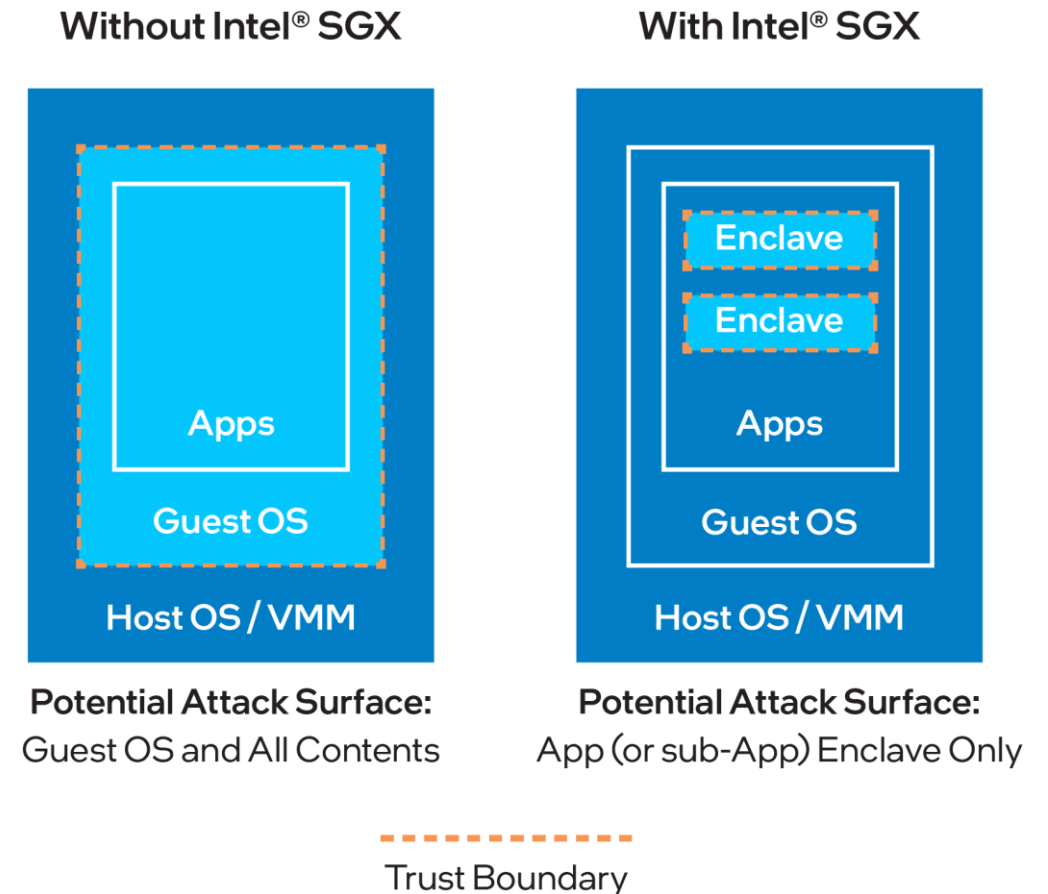 Without Intel® SGX
Apps
Guest OS
Host OS / VMM
Potential Attack Surface:
Guest OS and All Contents
With Intel® SGX
Enclave
Enclave
Apps
Guest OS
Host OS / VMM
Potential Attack Surface:
App (or sub-App) Enclave Only
Trust Boundary